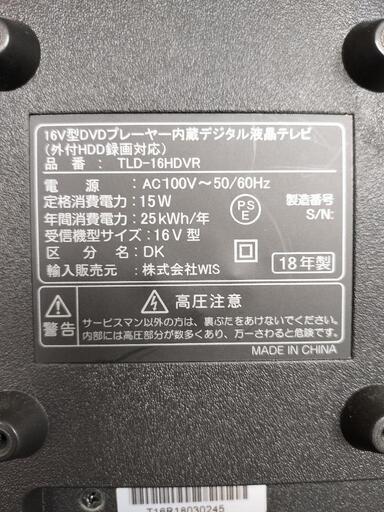 16V型DVDプレーヤー内蔵デジタル液晶テレビ
(外付HDD録画対応)
品番: TLD-16HDVR
電源: AC100V～50/60Hz
定格消費電力: 15W
年間消費電力: 25kWh/年
受信機型サイズ: 16V型
区分名: DK
輸入販売元: 株式会社WIS
PSE
製造番号
S/N:
18年製
警告
高圧注意
サービスマン以外の方は、裏ぶたをあけないでください。
内部には高圧部分が数多くあり、万一さわると危険です。
MADE IN CHINA
T16R18030245